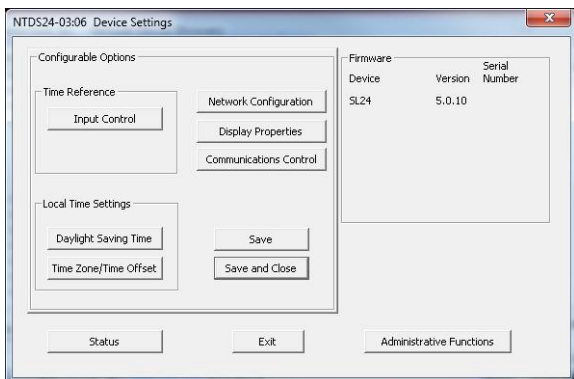 NTDS24-03:06 Device Settings
Configurable Options
Time Reference
Input Control
Network Configuration
Display Properties
Communications Control
Local Time Settings
Daylight Saving Time
Time Zone/Time Offset
Save
Save and Close
Firmware
Device Version Serial Number
SL24 5.0.10
Status
Exit
Administrative Functions